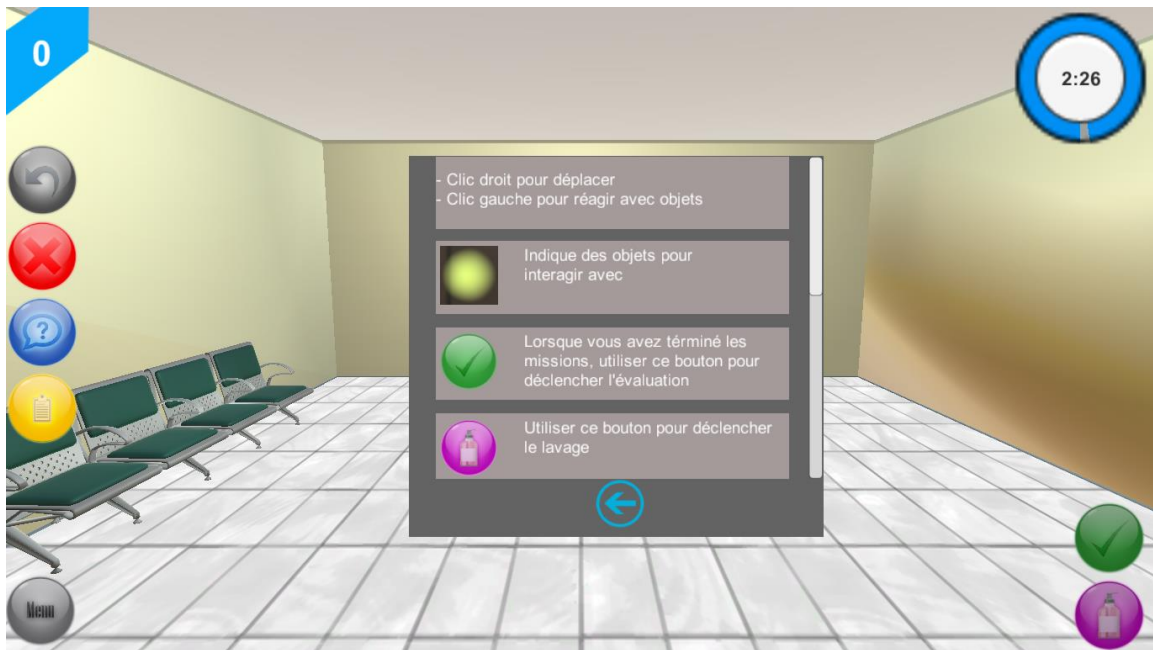 0
2:26
- Clic droit pour déplacer
- Clic gauche pour réagir avec objets
Indique des objets pour
interagir avec
Lorsque vous avez términé les
missions, utiliser ce bouton pour
déclencher l'évaluation
Utiliser ce bouton pour déclencher
le lavage
?
Menu